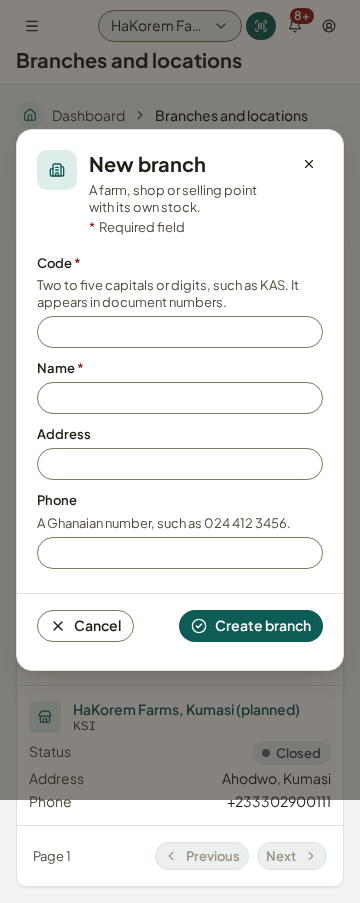 HaKorem Fa...
8+
Branches and locations
Dashboard > Branches and locations
New branch
A farm, shop or selling point
with its own stock.
* Required field
Code *
Two to five capitals or digits, such as KAS. It
appears in document numbers.
Name *
Address
Phone
A Ghanaian number, such as 024 412 3456.
Cancel
Create branch
HaKorem Farms, Kumasi (planned)
KSI
Status
Closed
Address
Ahodwo, Kumasi
Phone
+233302900111
Page 1
Previous
Next